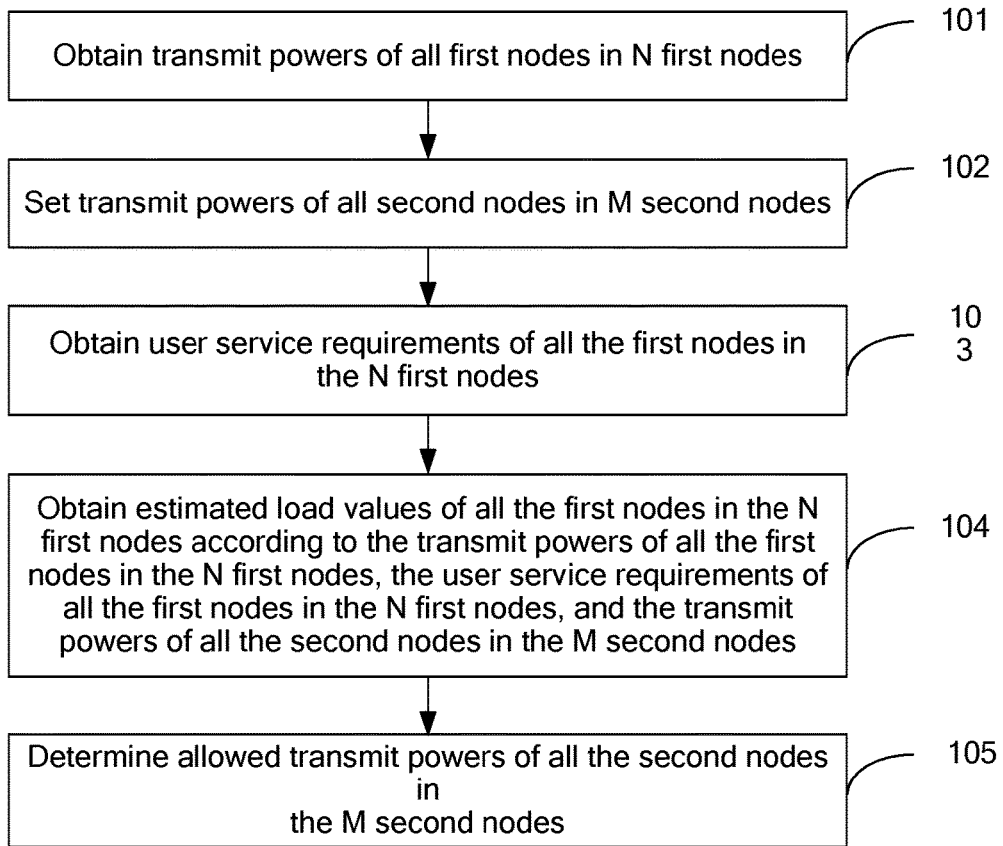 Obtain transmit powers of all first nodes in N first nodes
101
Set transmit powers of all second nodes in M second nodes
102
Obtain user service requirements of all the first nodes in
the N first nodes
10
3
Obtain estimated load values of all the first nodes in the N
first nodes according to the transmit powers of all the first
nodes in the N first nodes, the user service requirements of
all the first nodes in the N first nodes, and the transmit
powers of all the second nodes in the M second nodes
104
Determine allowed transmit powers of all the second nodes
in
the M second nodes
105